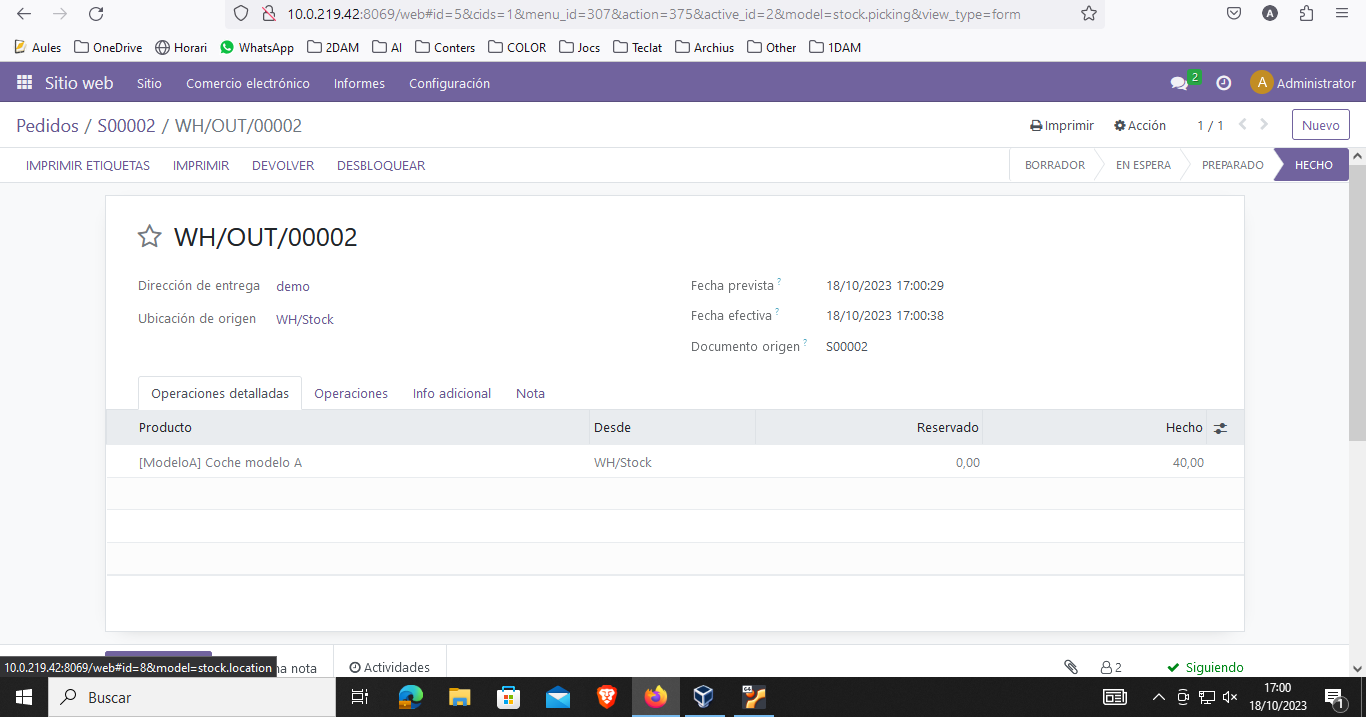 10.0.219.42:8069/web#id=5&cids=1&menu_id=307&action=375&active_id=2&model=stock.picking&view_type=form A
Aules OneDrive Horari WhatsApp 2DAM AI Conters COLOR Jocs Teclat Archius Other 1DAM
Sitio web Sitio Comercio electrónico Informes Configuración 2 A Administrator
Pedidos / S00002 / WH/OUT/00002 Imprimir Acción 1 / 1 Nuevo
IMPRIMIR ETIQUETAS IMPRIMIR DEVOLVER DESBLOQUEAR BORRADOR EN ESPERA PREPARADO HECHO
WH/OUT/00002
Dirección de entrega demo Fecha prevista ? 18/10/2023 17:00:29
Ubicación de origen WH/Stock Fecha efectiva ? 18/10/2023 17:00:38
Documento origen ? S00002
Operaciones detalladas Operaciones Info adicional Nota
Producto Desde Reservado Hecho
[ModeloA] Coche modelo A WH/Stock 0,00 40,00
10.0.219.42:8069/web#id=8&model=stock.location na nota Actividades 2 Siguiendo
Buscar 17:00
18/10/2023 1